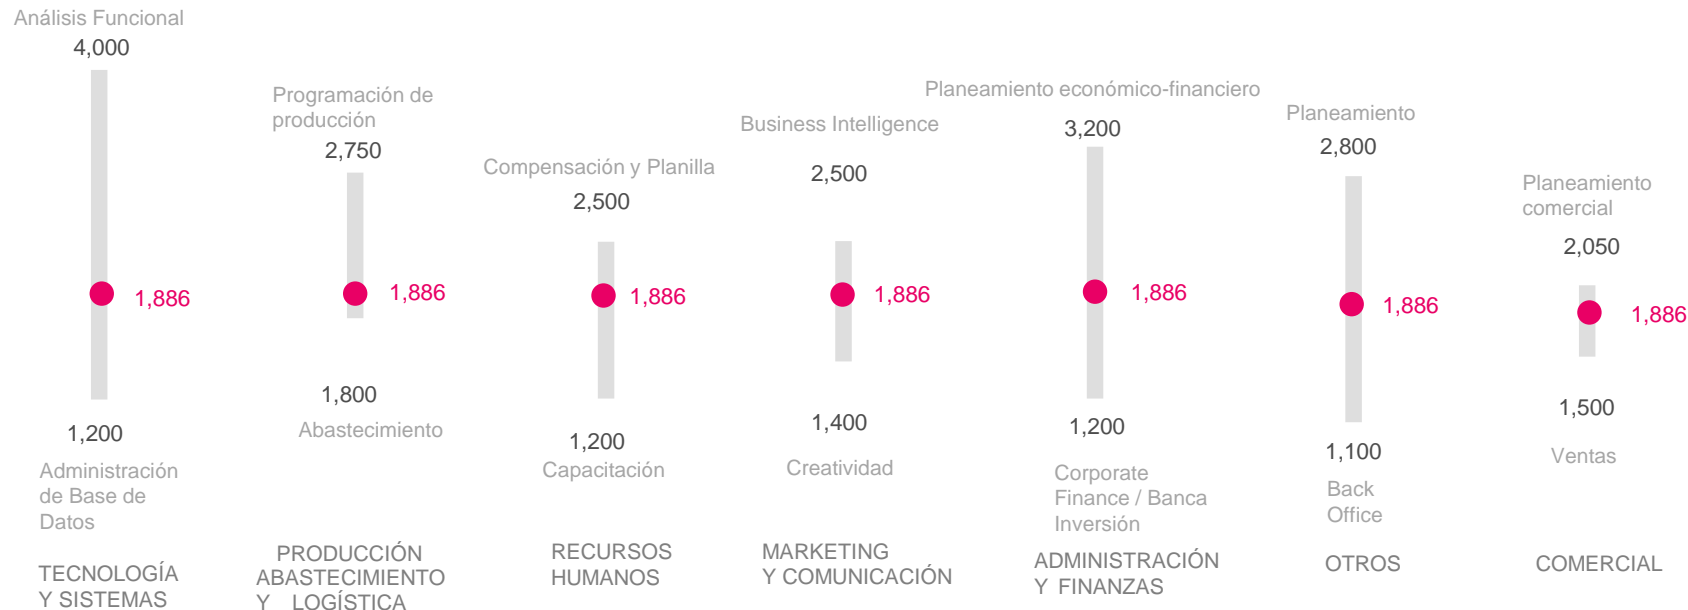 Análisis Funcional
4,000
1,886
1,200
Administración
de Base de
Datos
TECNOLOGÍA
Y SISTEMAS
Programación de
producción
2,750
1,886
1,800
Abastecimiento
PRODUCCIÓN
ABASTECIMIENTO
Y LOGÍSTICA
Compensación y Planilla
2,500
1,886
1,200
Capacitación
RECURSOS
HUMANOS
Business Intelligence
2,500
1,886
1,400
Creatividad
MARKETING
Y COMUNICACIÓN
Planeamiento económico-financiero
3,200
1,886
1,200
Corporate
Finance / Banca
Inversión
ADMINISTRACIÓN
Y FINANZAS
Planeamiento
2,800
1,886
1,100
Back
Office
OTROS
Planeamiento
comercial
2,050
1,886
1,500
Ventas
COMERCIAL